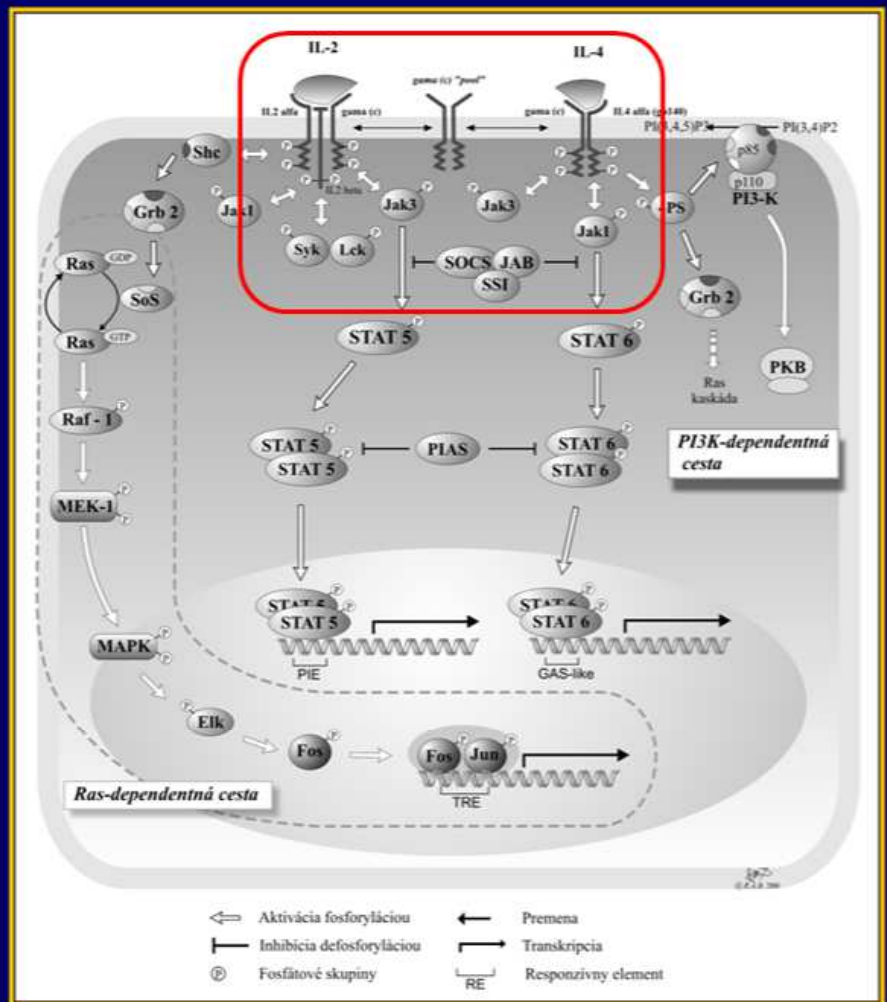 IL-2
IL-4
gama (c) "pool"
IL2 alfa
gama (c)
gama (c)
IL4 alfa (gp140)
PI(3,4,5)P3
PI(3,4)P2
Shc
P
P
P
P
IL2 beta
P
P
P
P
p85
p110
PI3-K
Grb 2
Jak1
P
Jak3
P
Jak3
P
Jak1
P
P
Syk
P
Lck
P
SOCS
JAB
SSI
Ras
GDP
SoS
Grb 2
Ras
GTP
STAT 5
P
STAT 6
P
PKB
Ras
kaskáda
Raf - 1
P
STAT 5
P
STAT 5
P
PIAS
STAT 6
P
STAT 6
P
PI3K-dependentná
cesta
MEK-1
P
P
STAT 5
P
STAT 5
P
STAT 6
P
STAT 6
P
MAPK
P
P
PIE
GAS-like
Elk
P
Fos
P
Fos
P
Jun
P
TRE
Ras-dependentná cesta
Aktivácia fosforyláciou
Premena
Inhibícia defosforyláciou
Transkripcia
P
Fosfátové skupiny
RE
Responzívny element